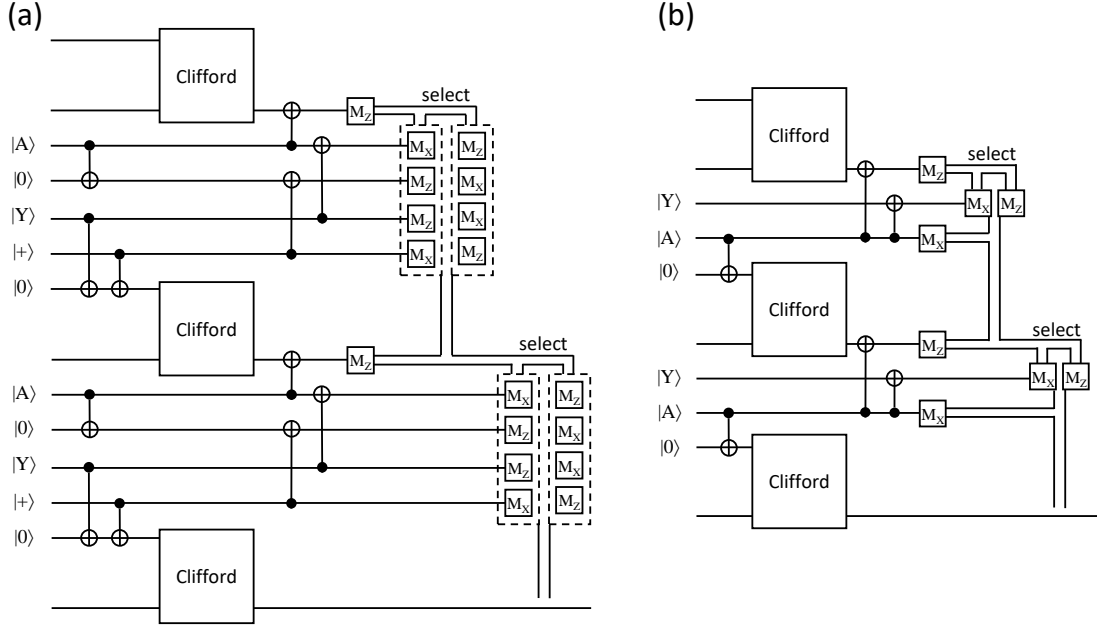 (a)
Clifford
select
M_Z
|A⟩
M_X
M_Z
|0⟩
M_Z
M_X
|Y⟩
M_Z
M_X
|+⟩
M_X
M_Z
|0⟩
Clifford
select
M_Z
|A⟩
M_X
M_Z
|0⟩
M_Z
M_X
|Y⟩
M_Z
M_X
|+⟩
M_X
M_Z
|0⟩
Clifford
(b)
Clifford
select
M_Z
|Y⟩
M_X
M_Z
|A⟩
M_X
|0⟩
Clifford
select
M_Z
|Y⟩
M_X
M_Z
|A⟩
M_X
|0⟩
Clifford